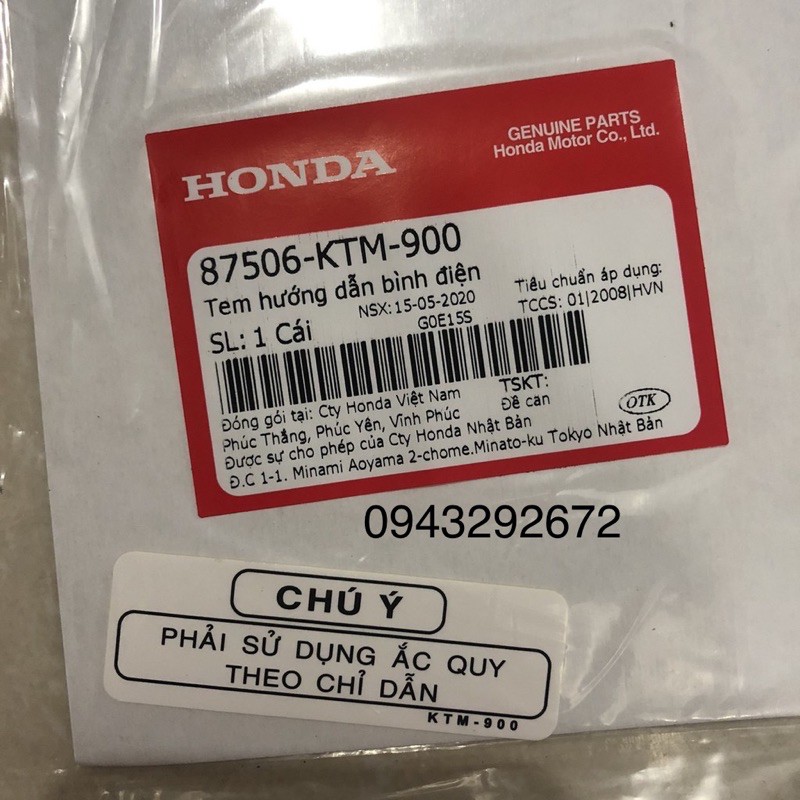 HONDA
GENUINE PARTS
Honda Motor Co., Ltd.
87506-KTM-900
Tem hướng dẫn bình điện
NSX: 15-05-2020
Tiêu chuẩn áp dụng:
SL: 1 Cái
G0E15S
TCCS: 01|2008|HVN
Đóng gói tại: Cty Honda Việt Nam
TSKT:
Phúc Thắng, Phúc Yên, Vĩnh Phúc
Đề can
OTK
Được sự cho phép của Cty Honda Nhật Bản
Đ.C 1-1. Minami Aoyama 2-chome.Minato-ku Tokyo Nhật Bản
0943292672
CHÚ Ý
PHẢI SỬ DỤNG ẮC QUY
THEO CHỈ DẪN
KTM-900